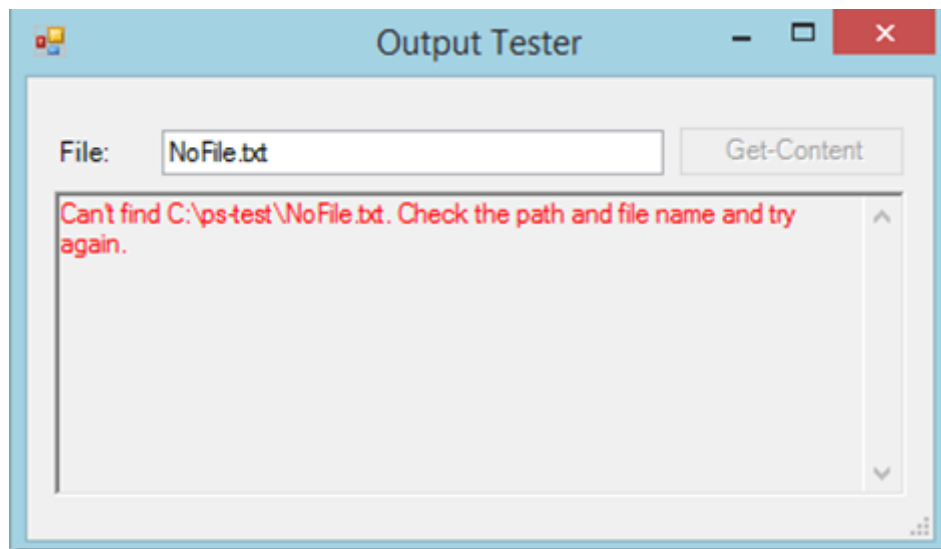 Output Tester
File: NoFile.txt Get-Content
Can't find C:\ps-test\NoFile.txt. Check the path and file name and try
again.